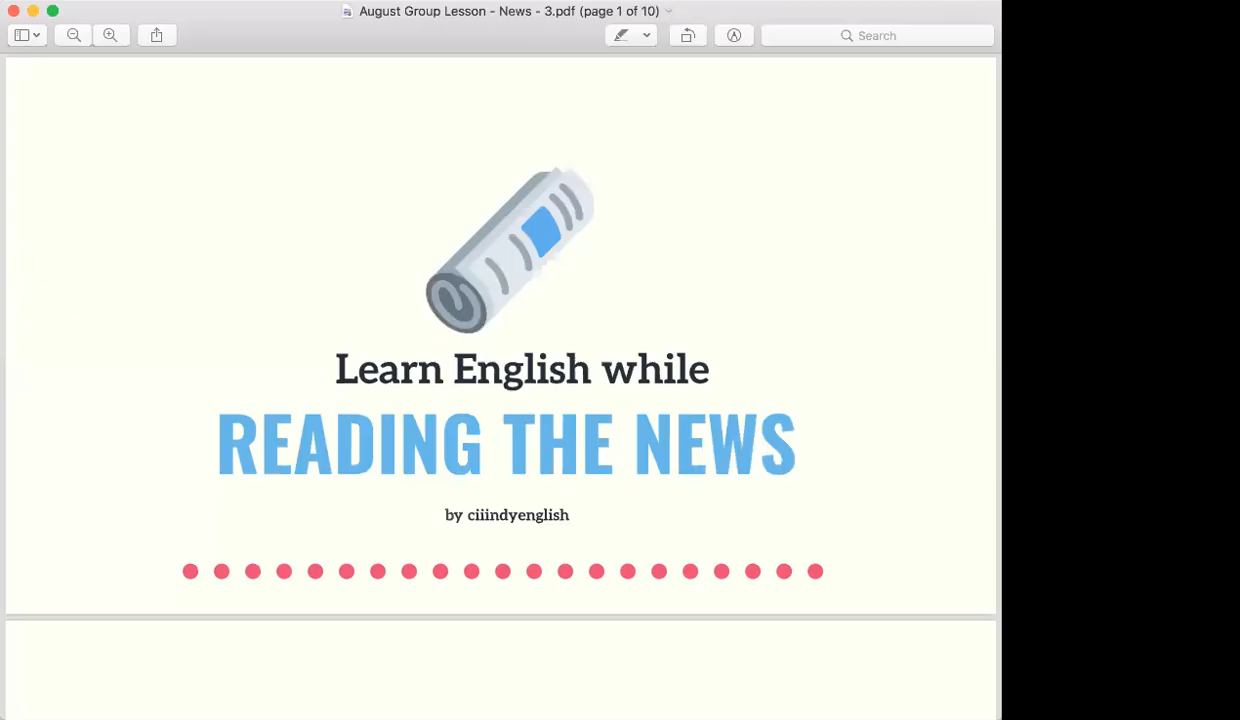 August Group Lesson - News - 3.pdf (page 1 of 10)
Search
Learn English while
READING THE NEWS
by ciiindyenglish